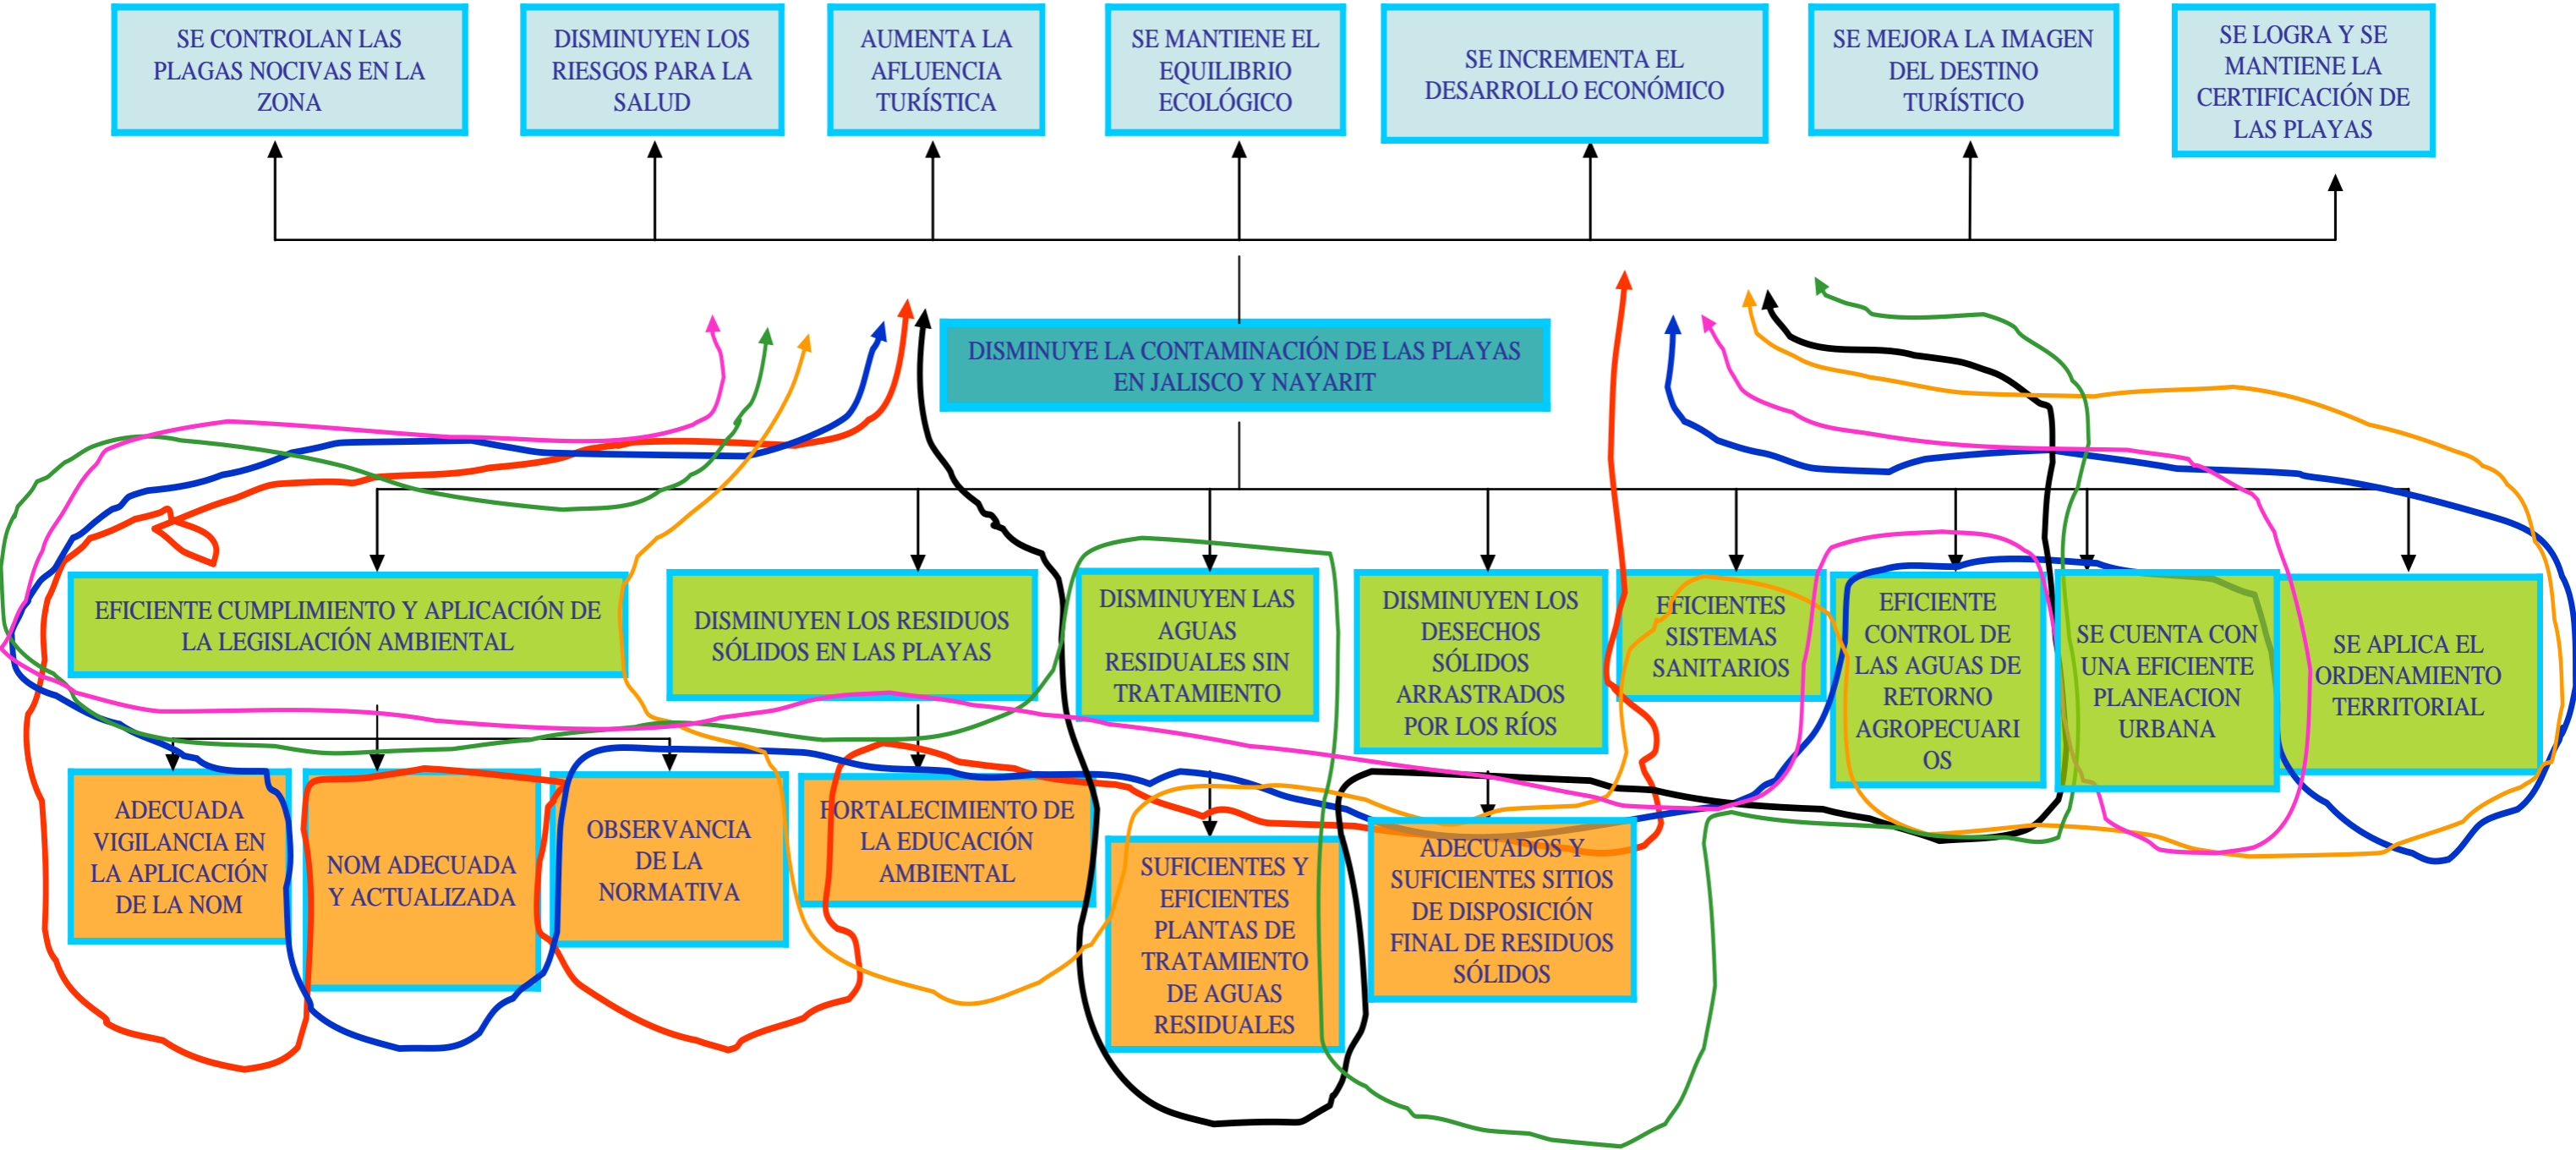 SE CONTROLAN LAS
PLAGAS NOCIVAS EN LA
ZONA
DISMINUYEN LOS
RIESGOS PARA LA
SALUD
AUMENTA LA
AFLUENCIA
TURÍSTICA
SE MANTIENE EL
EQUILIBRIO
ECOLÓGICO
SE INCREMENTA EL
DESARROLLO ECONÓMICO
SE MEJORA LA IMAGEN
DEL DESTINO
TURÍSTICO
SE LOGRA Y SE
MANTIENE LA
CERTIFICACIÓN DE
LAS PLAYAS
DISMINUYE LA CONTAMINACIÓN DE LAS PLAYAS
EN JALISCO Y NAYARIT
EFICIENTE CUMPLIMIENTO Y APLICACIÓN DE
LA LEGISLACIÓN AMBIENTAL
DISMINUYEN LOS RESIDUOS
SÓLIDOS EN LAS PLAYAS
DISMINUYEN LAS
AGUAS
RESIDUALES SIN
TRATAMIENTO
DISMINUYEN LOS
DESECHOS
SÓLIDOS
ARRASTRADOS
POR LOS RÍOS
EFICIENTES
SISTEMAS
SANITARIOS
EFICIENTE
CONTROL DE
LAS AGUAS DE
RETORNO
AGROPECUARI
OS
SE CUENTA CON
UNA EFICIENTE
PLANEACION
URBANA
SE APLICA EL
ORDENAMIENTO
TERRITORIAL
ADECUADA
VIGILANCIA EN
LA APLICACIÓN
DE LA NOM
NOM ADECUADA
Y ACTUALIZADA
OBSERVANCIA
DE LA
NORMATIVA
FORTALECIMIENTO DE
LA EDUCACIÓN
AMBIENTAL
SUFICIENTES Y
EFICIENTES
PLANTAS DE
TRATAMIENTO
DE AGUAS
RESIDUALES
ADECUADOS Y
SUFICIENTES SITIOS
DE DISPOSICIÓN
FINAL DE RESIDUOS
SÓLIDOS